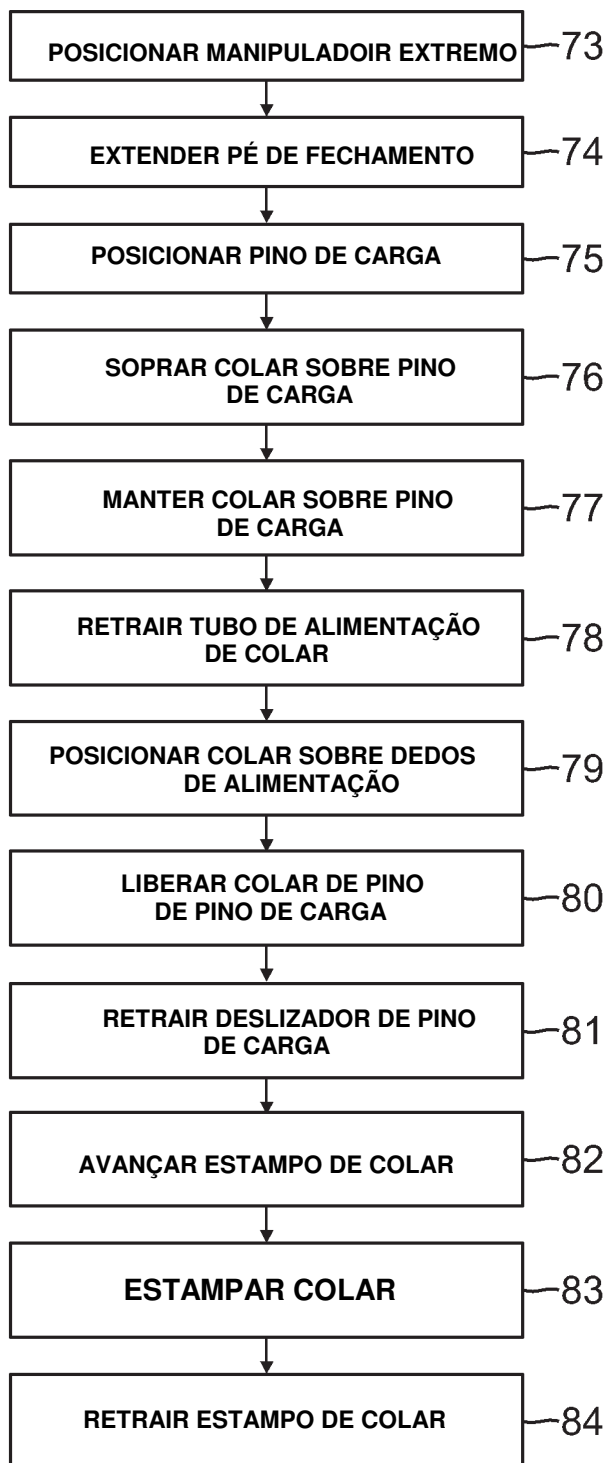 POSICIONAR MANIPULADOIR EXTREMO 73
EXTENDER PÉ DE FECHAMENTO 74
POSICIONAR PINO DE CARGA 75
SOPRAR COLAR SOBRE PINO
DE CARGA 76
MANTER COLAR SOBRE PINO
DE CARGA 77
RETRAIR TUBO DE ALIMENTAÇÃO
DE COLAR 78
POSICIONAR COLAR SOBRE DEDOS
DE ALIMENTAÇÃO 79
LIBERAR COLAR DE PINO
DE PINO DE CARGA 80
RETRAIR DESLIZADOR DE PINO
DE CARGA 81
AVANÇAR ESTAMPO DE COLAR 82
ESTAMPAR COLAR 83
RETRAIR ESTAMPO DE COLAR 84